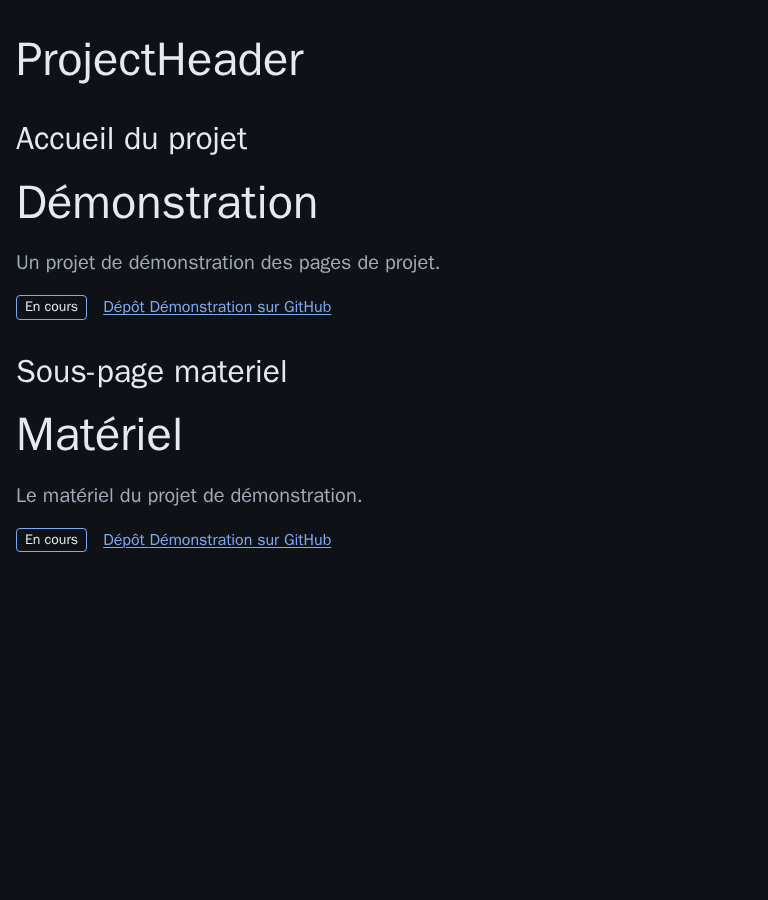 ProjectHeader
Accueil du projet
Démonstration
Un projet de démonstration des pages de projet.
En cours Dépôt Démonstration sur GitHub
Sous-page materiel
Matériel
Le matériel du projet de démonstration.
En cours Dépôt Démonstration sur GitHub